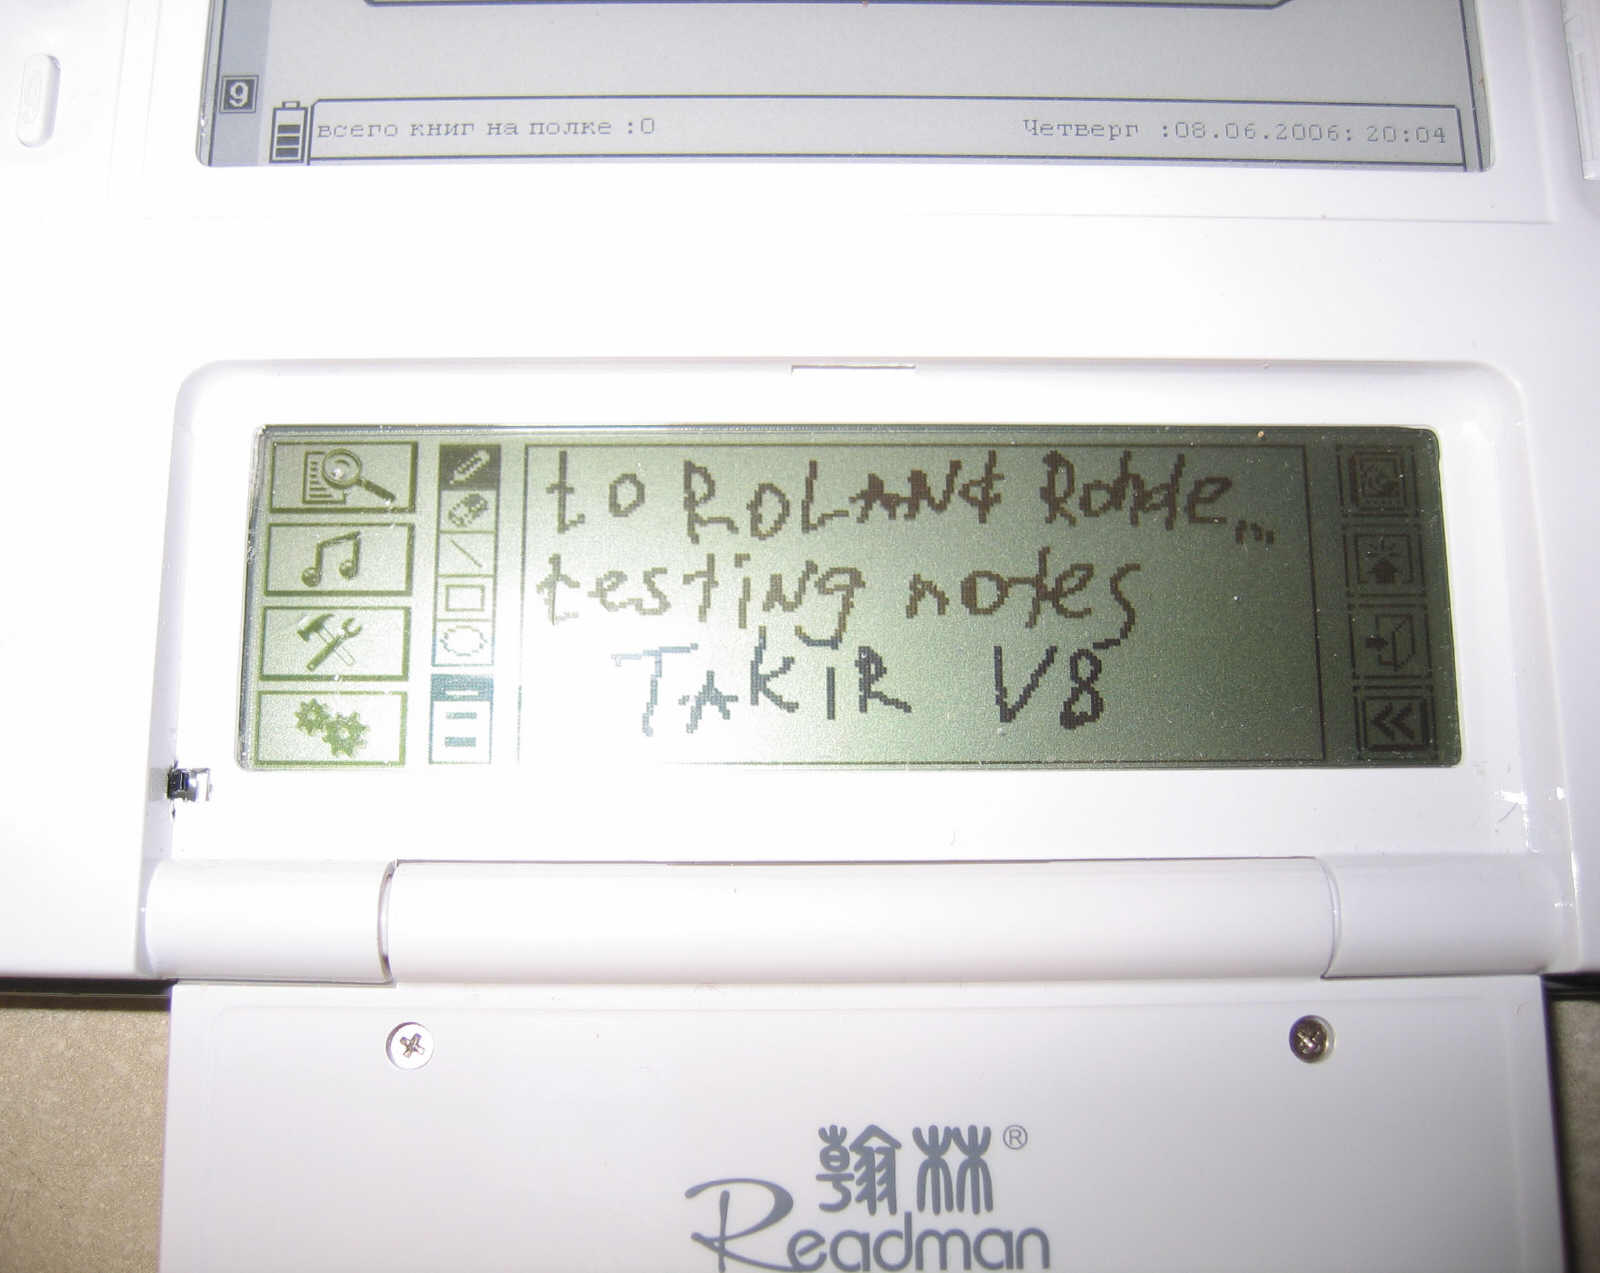 9
всего книг на полке :0
Четверг :08.06.2006: 20:04
to ROLANd Rohde...
testing notes
TAKIR V8
翰林®
Readman